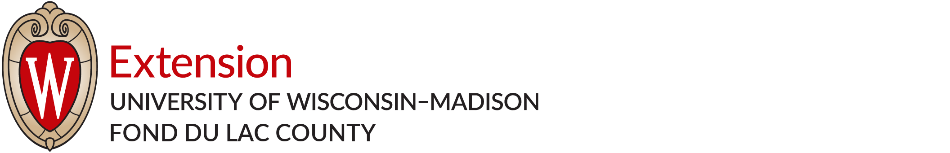 W
Extension
UNIVERSITY OF WISCONSIN–MADISON
FOND DU LAC COUNTY